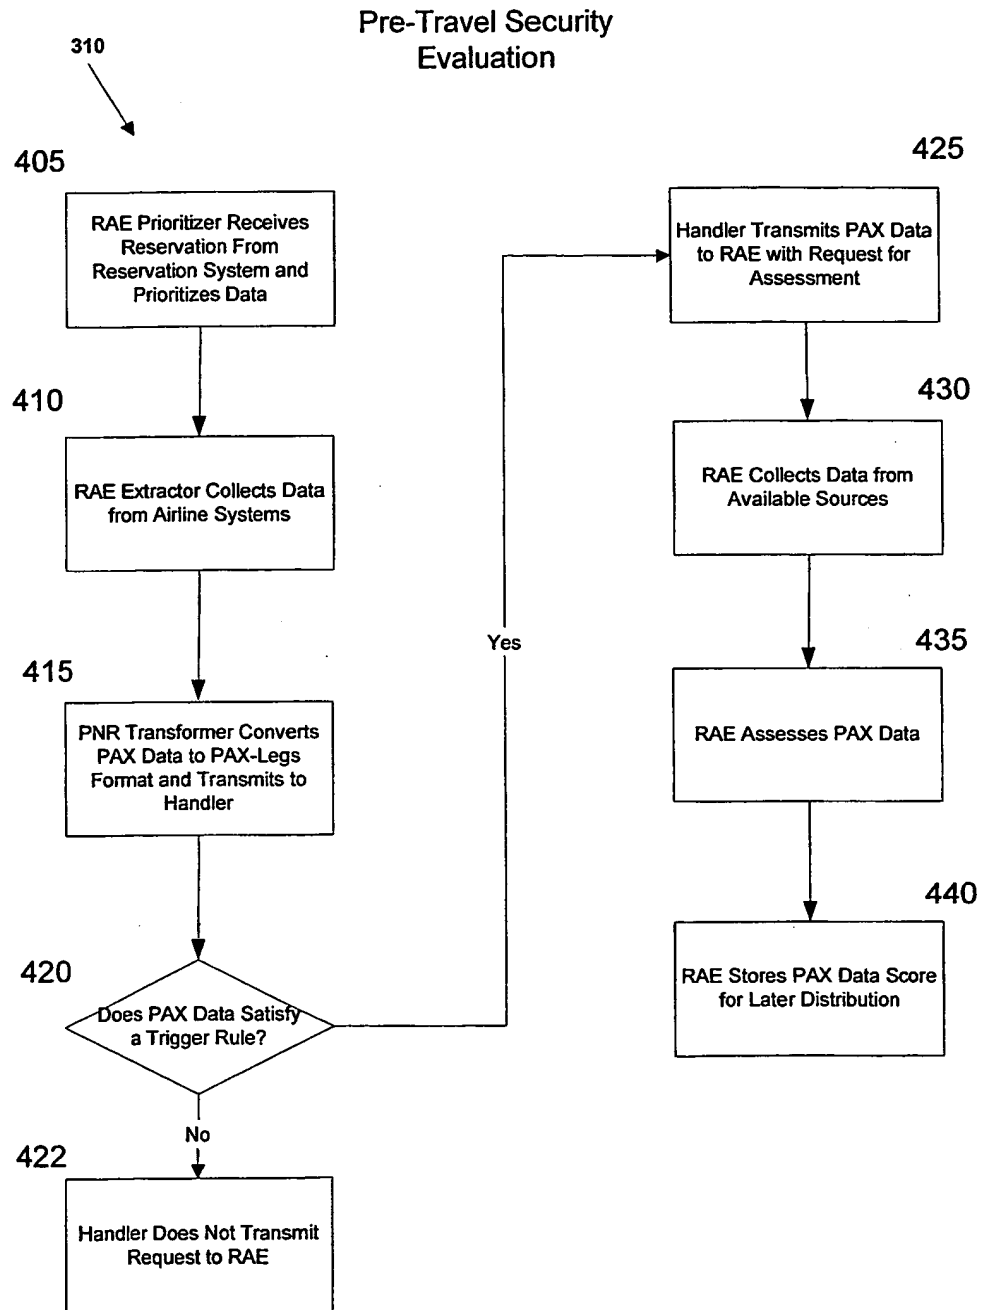 Pre-Travel Security
Evaluation
310
405
RAE Prioritizer Receives
Reservation From
Reservation System and
Prioritizes Data
410
RAE Extractor Collects Data
from Airline Systems
415
PNR Transformer Converts
PAX Data to PAX-Legs
Format and Transmits to
Handler
420
Does PAX Data Satisfy
a Trigger Rule?
No
422
Handler Does Not Transmit
Request to RAE
Yes
425
Handler Transmits PAX Data
to RAE with Request for
Assessment
430
RAE Collects Data from
Available Sources
435
RAE Assesses PAX Data
440
RAE Stores PAX Data Score
for Later Distribution